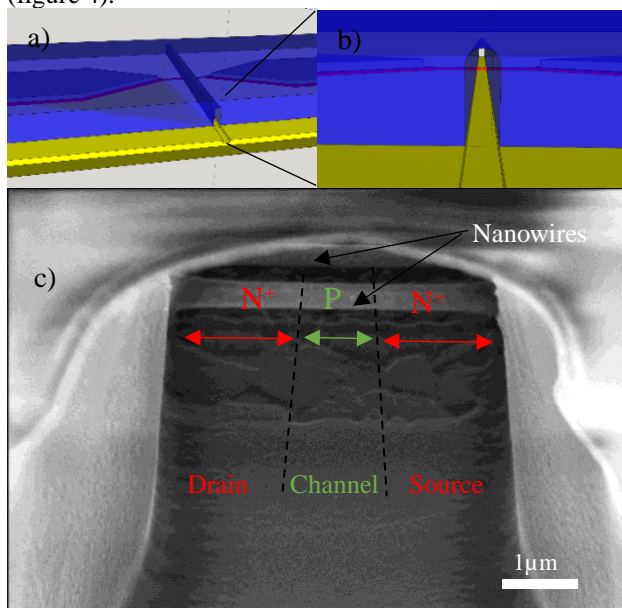 (figure 4).
a)
b)
Nanowires
c)
N⁺ P N⁺
Drain Channel Source
1µm